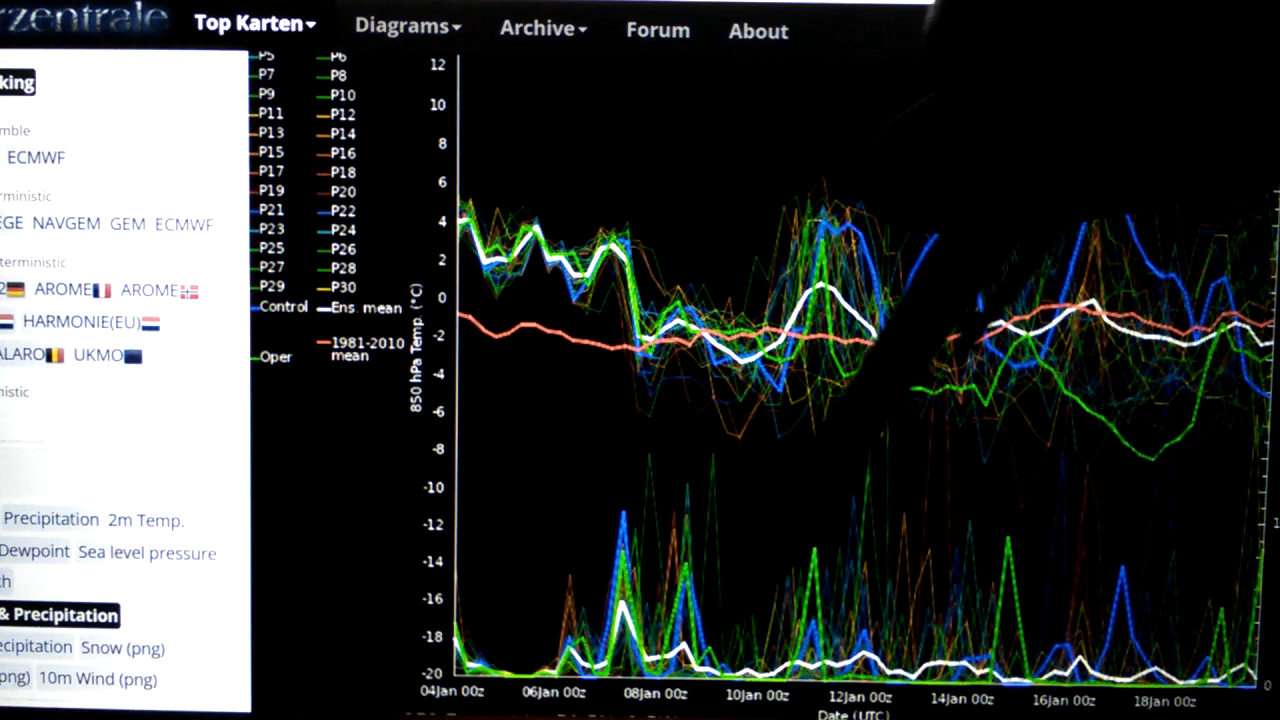 rzentrale Top Karten Diagrams Archive Forum About
king
mble
ECMWF
rministic
EGE NAVGEM GEM ECMWF
terministic
2 AROME AROME
HARMONIE(EU)
ALARO UKMO
nistic
Precipitation 2m Temp.
Dewpoint Sea level pressure
th
& Precipitation
ecipitation Snow (png)
png) 10m Wind (png)
P5 P6
P7 P8
P9 P10
P11 P12
P13 P14
P15 P16
P17 P18
P19 P20
P21 P22
P23 P24
P25 P26
P27 P28
P29 P30
Control Ens. mean
Oper 1981-2010
mean
850 hPa Temp. (°C)
12
10
8
6
4
2
0
-2
-4
-6
-8
-10
-12
-14
-16
-18
-20
04Jan 00z 06Jan 00z 08Jan 00z 10Jan 00z 12Jan 00z 14Jan 00z 16Jan 00z 18Jan 00z
Date (UTC)
1
0